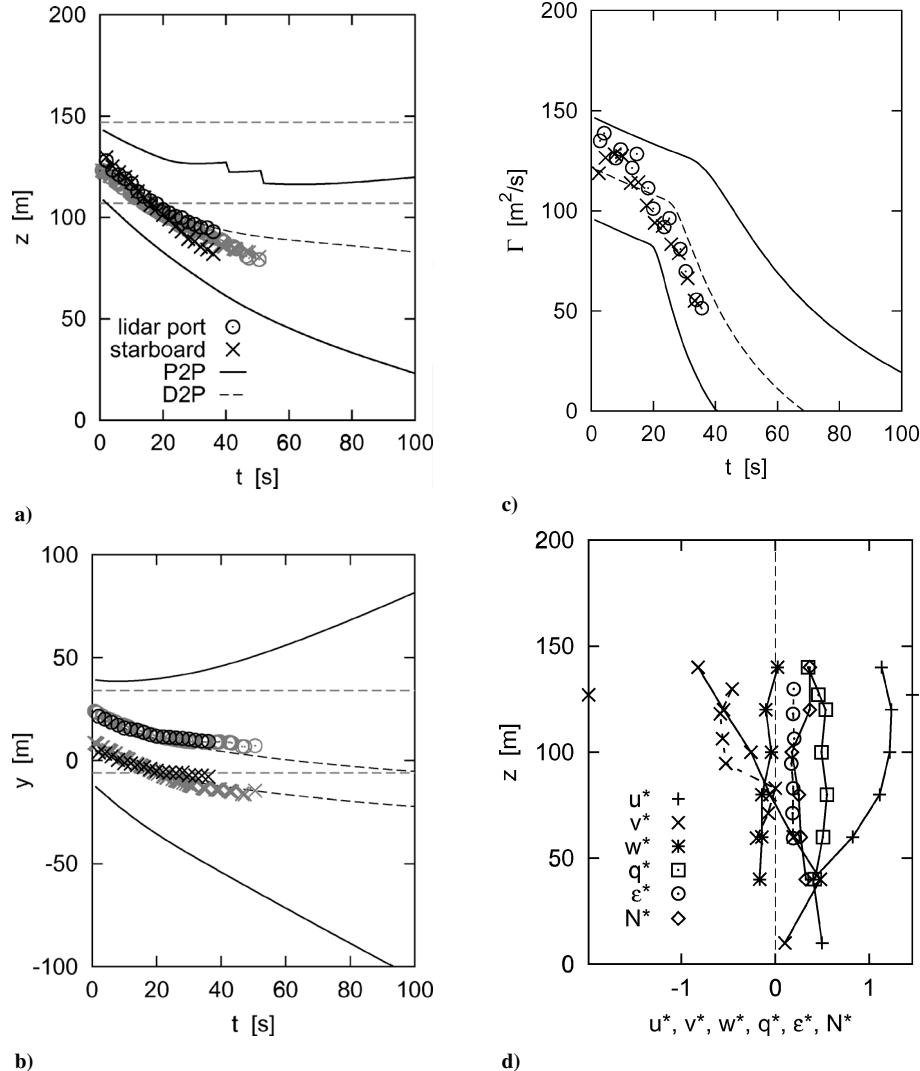 200
150
100
50
0
z [m]
lidar port
starboard
P2P
D2P
0 20 40 60 80 100
t [s]
a)
200
150
100
50
0
Γ [m²/s]
0 20 40 60 80 100
t [s]
c)
100
50
0
-50
-100
y [m]
0 20 40 60 80 100
t [s]
b)
200
150
100
50
0
z [m]
u*
v*
w*
q*
ε*
N*
-1 0 1
u*, v*, w*, q*, ε*, N*
d)